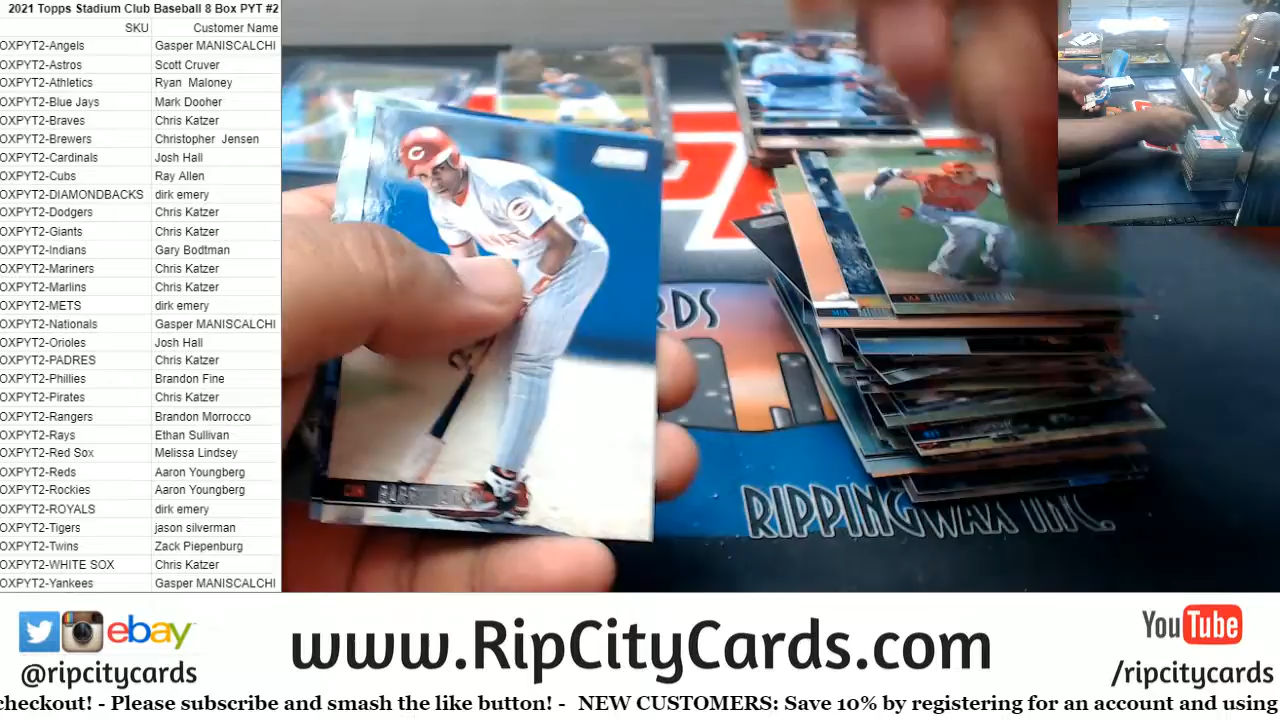 2021 Topps Stadium Club Baseball 8 Box PYT #2
SKU Customer Name
OXPYT2-Angels Gasper MANISCALCHI
OXPYT2-Astros Scott Cruver
OXPYT2-Athletics Ryan Maloney
OXPYT2-Blue Jays Mark Dooher
OXPYT2-Braves Chris Katzer
OXPYT2-Brewers Christopher Jensen
OXPYT2-Cardinals Josh Hall
OXPYT2-Cubs Ray Allen
OXPYT2-DIAMONDBACKS dirk emery
OXPYT2-Dodgers Chris Katzer
OXPYT2-Giants Chris Katzer
OXPYT2-Indians Gary Bodtman
OXPYT2-Mariners Chris Katzer
OXPYT2-Marlins Chris Katzer
OXPYT2-METS dirk emery
OXPYT2-Nationals Gasper MANISCALCHI
OXPYT2-Orioles Josh Hall
OXPYT2-PADRES Chris Katzer
OXPYT2-Phillies Brandon Fine
OXPYT2-Pirates Chris Katzer
OXPYT2-Rangers Brandon Morrocco
OXPYT2-Rays Ethan Sullivan
OXPYT2-Red Sox Melissa Lindsey
OXPYT2-Reds Aaron Youngberg
OXPYT2-Rockies Aaron Youngberg
OXPYT2-ROYALS dirk emery
OXPYT2-Tigers jason silverman
OXPYT2-Twins Zack Piepenburg
OXPYT2-WHITE SOX Chris Katzer
OXPYT2-Yankees Gasper MANISCALCHI
RDS
RIPPINGWAX INC.
ebay
@ripcitycards
www.RipCityCards.com
YouTube
/ripcitycards
checkout! - Please subscribe and smash the like button! - NEW CUSTOMERS: Save 10% by registering for an account and using